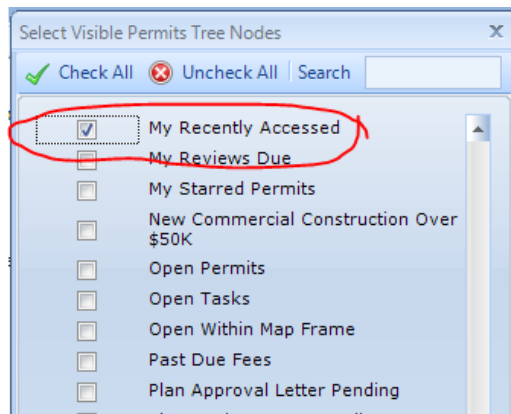 Select Visible Permits Tree Nodes X
Check All Uncheck All Search
My Recently Accessed
My Reviews Due
My Starred Permits
New Commercial Construction Over
$50K
Open Permits
Open Tasks
Open Within Map Frame
Past Due Fees
Plan Approval Letter Pending